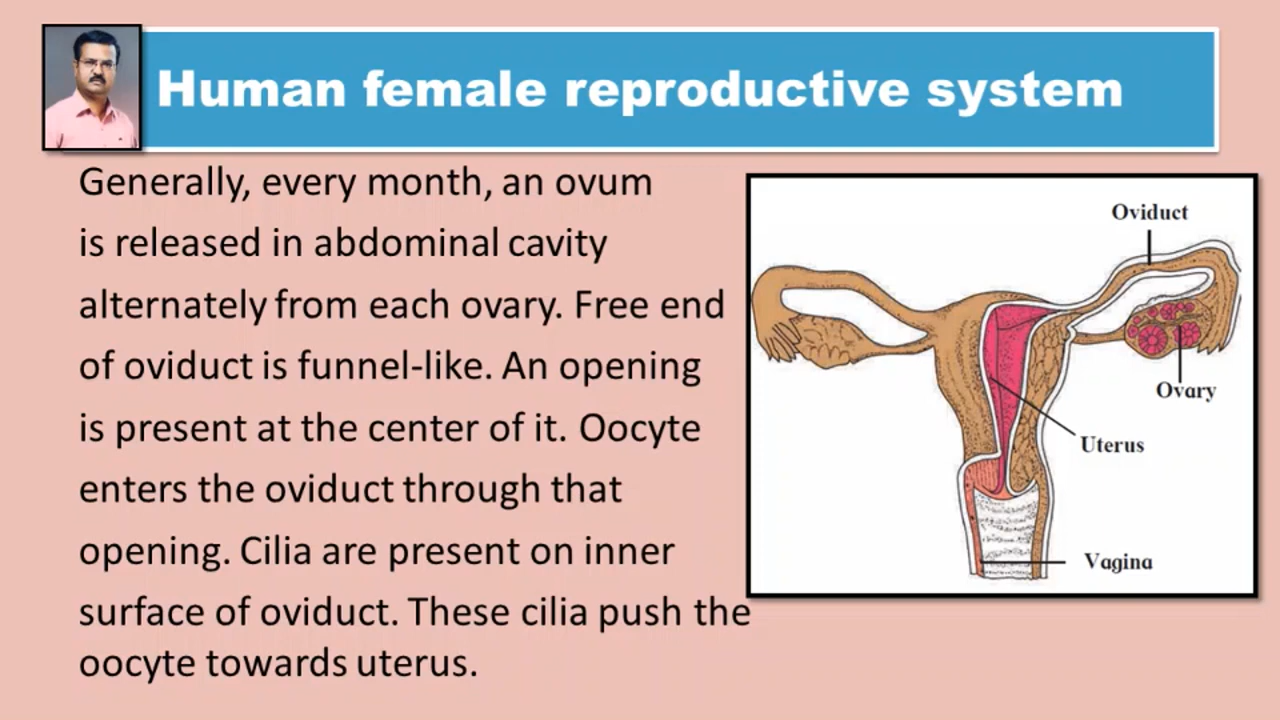 Human female reproductive system
Generally, every month, an ovum
is released in abdominal cavity
alternately from each ovary. Free end
of oviduct is funnel-like. An opening
is present at the center of it. Oocyte
enters the oviduct through that
opening. Cilia are present on inner
surface of oviduct. These cilia push the
oocyte towards uterus.
Oviduct
Ovary
Uterus
Vagina